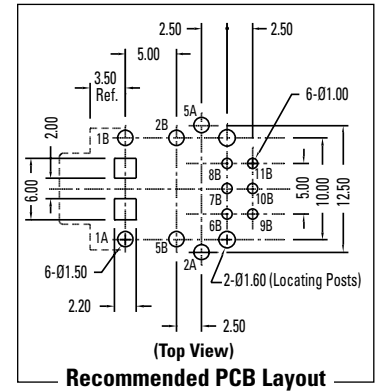 2.50
2.50
5.00
3.50
Ref.
5A
6-Ø1.00
2B
1B
2.00
6.00
8B
11B
7B
10B
6B
9B
5.00
10.00
12.50
1A
5B
2A
6-Ø1.50
2-Ø1.60 (Locating Posts)
2.20
2.50
(Top View)
Recommended PCB Layout